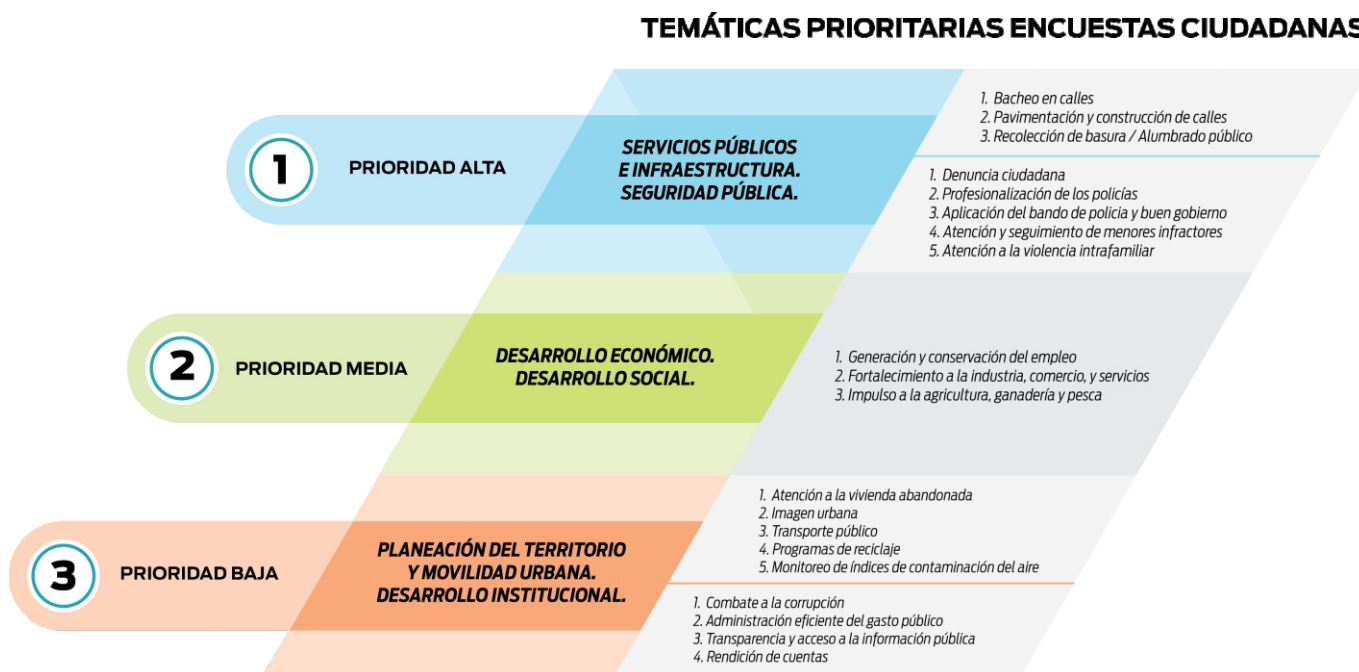 TEMÁTICAS PRIORITARIAS ENCUESTAS CIUDADANAS
1
PRIORIDAD ALTA
SERVICIOS PÚBLICOS
E INFRAESTRUCTURA.
SEGURIDAD PÚBLICA.
1. Bacheo en calles
2. Pavimentación y construcción de calles
3. Recolección de basura / Alumbrado público
1. Denuncia ciudadana
2. Profesionalización de los policías
3. Aplicación del bando de policia y buen gobierno
4. Atención y seguimiento de menores infractores
5. Atención a la violencia intrafamiliar
2
PRIORIDAD MEDIA
DESARROLLO ECONÓMICO.
DESARROLLO SOCIAL.
1. Generación y conservación del empleo
2. Fortalecimiento a la industria, comercio, y servicios
3. Impulso a la agricultura, ganadería y pesca
3
PRIORIDAD BAJA
PLANEACIÓN DEL TERRITORIO
Y MOVILIDAD URBANA.
DESARROLLO INSTITUCIONAL.
1. Atención a la vivienda abandonada
2. Imagen urbana
3. Transporte público
4. Programas de reciclaje
5. Monitoreo de índices de contaminación del aire
1. Combate a la corrupción
2. Administración eficiente del gasto público
3. Transparencia y acceso a la información pública
4. Rendición de cuentas